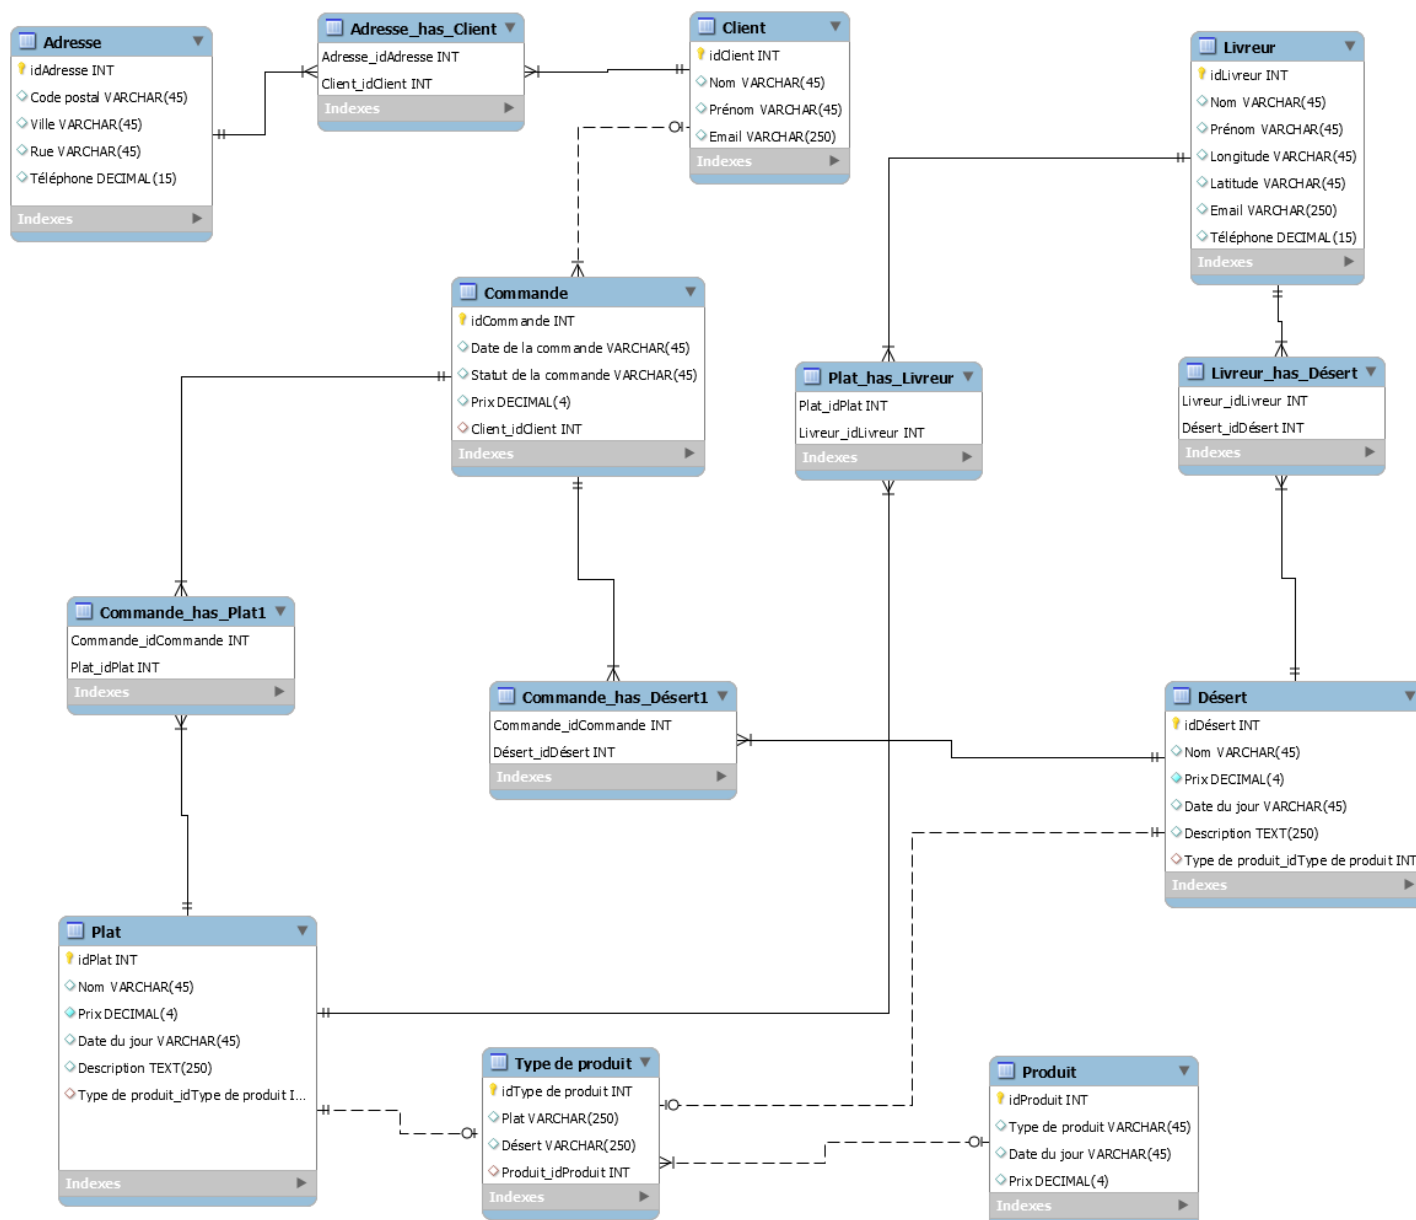 Adresse
idAdresse INT
Code postal VARCHAR(45)
Ville VARCHAR(45)
Rue VARCHAR(45)
Téléphone DECIMAL(15)
Indexes
Adresse_has_Client
Adresse_idAdresse INT
Client_idClient INT
Indexes
Client
idClient INT
Nom VARCHAR(45)
Prénom VARCHAR(45)
Email VARCHAR(250)
Indexes
Livreur
idLivreur INT
Nom VARCHAR(45)
Prénom VARCHAR(45)
Longitude VARCHAR(45)
Latitude VARCHAR(45)
Email VARCHAR(250)
Téléphone DECIMAL(15)
Indexes
Commande
idCommande INT
Date de la commande VARCHAR(45)
Statut de la commande VARCHAR(45)
Prix DECIMAL(4)
Client_idClient INT
Indexes
Plat_has_Livreur
Plat_idPlat INT
Livreur_idLivreur INT
Indexes
Livreur_has_Désert
Livreur_idLivreur INT
Désert_idDésert INT
Indexes
Commande_has_Plat1
Commande_idCommande INT
Plat_idPlat INT
Indexes
Commande_has_Désert1
Commande_idCommande INT
Désert_idDésert INT
Indexes
Désert
idDésert INT
Nom VARCHAR(45)
Prix DECIMAL(4)
Date du jour VARCHAR(45)
Description TEXT(250)
Type de produit_idType de produit INT
Indexes
Plat
idPlat INT
Nom VARCHAR(45)
Prix DECIMAL(4)
Date du jour VARCHAR(45)
Description TEXT(250)
Type de produit_idType de produit I...
Indexes
Type de produit
idType de produit INT
Plat VARCHAR(250)
Désert VARCHAR(250)
Produit_idProduit INT
Indexes
Produit
idProduit INT
Type de produit VARCHAR(45)
Date du jour VARCHAR(45)
Prix DECIMAL(4)
Indexes